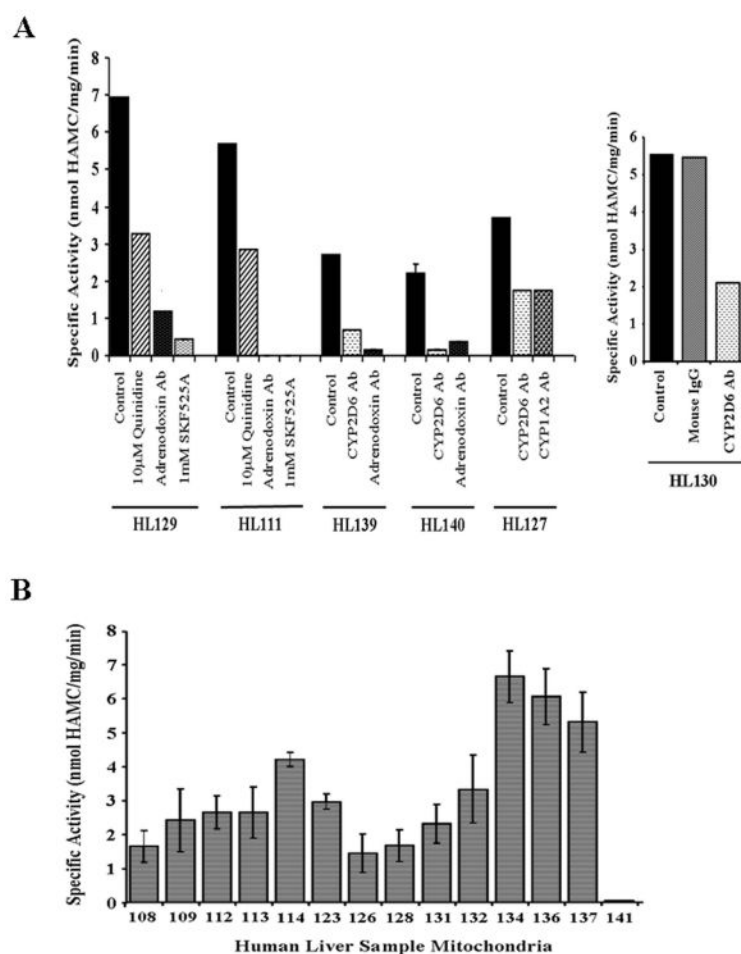 A
Specific Activity (nmol HAMC/mg/min)
8
7
6
5
4
3
2
1
0
Control
10µM Quinidine
Adrenodoxin Ab
1mM SKF525A
Control
10µM Quinidine
Adrenodoxin Ab
1mM SKF525A
Control
CYP2D6 Ab
Adrenodoxin Ab
Control
CYP2D6 Ab
Adrenodoxin Ab
Control
CYP2D6 Ab
CYP1A2 Ab
HL129
HL111
HL139
HL140
HL127
Specific Activity (nmol HAMC/mg/min)
6
5
4
3
2
1
0
Control
Mouse IgG
CYP2D6 Ab
HL130
B
Specific Activity (nmol HAMC/mg/min)
8
7
6
5
4
3
2
1
0
108 109 112 113 114 123 126 128 131 132 134 136 137 141
Human Liver Sample Mitochondria